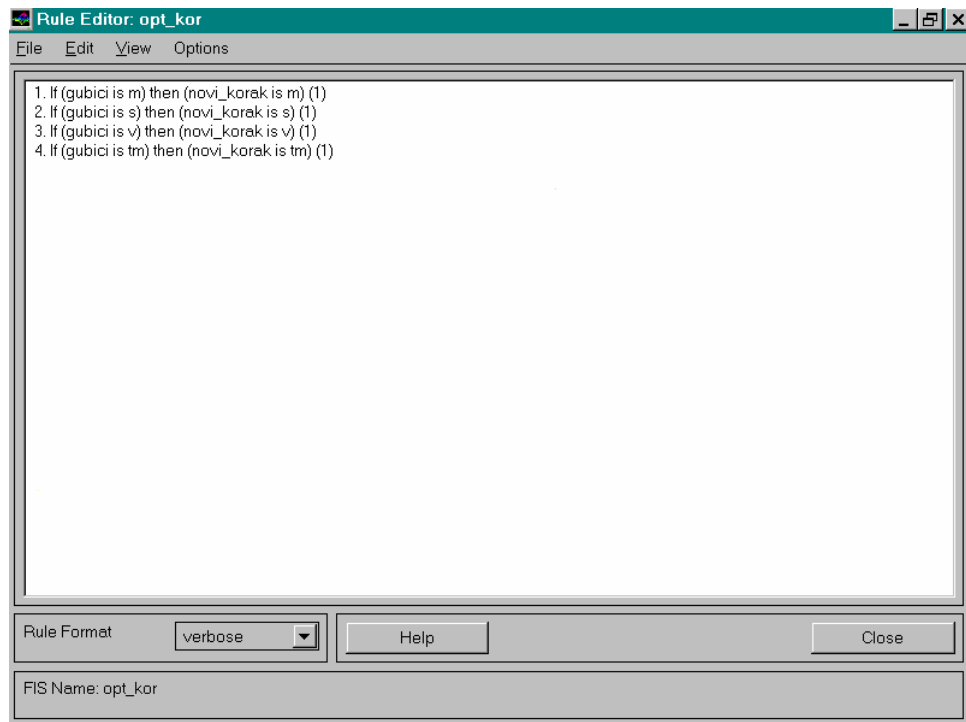 Rule Editor: opt_kor
File Edit View Options
1. If (gubici is m) then (novi_korak is m) (1)
2. If (gubici is s) then (novi_korak is s) (1)
3. If (gubici is v) then (novi_korak is v) (1)
4. If (gubici is tm) then (novi_korak is tm) (1)
Rule Format verbose Help Close
FIS Name: opt_kor